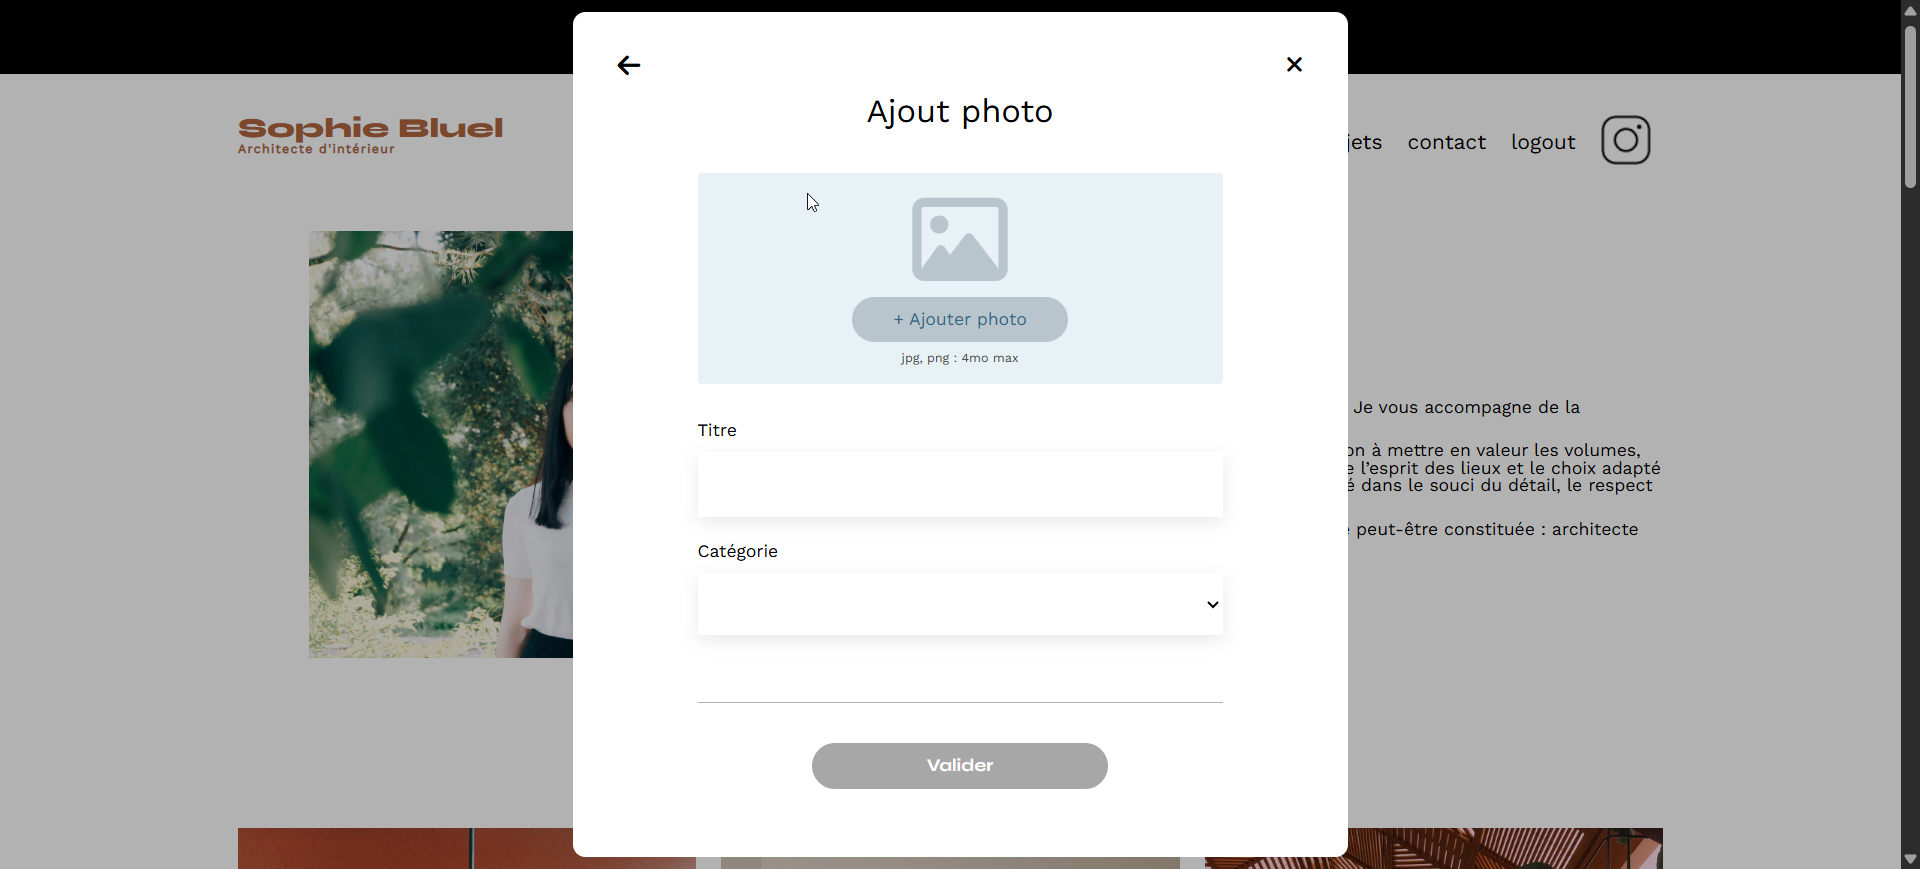 Sophie Bluel
Architecte d'intérieur
jets
contact
logout
Ajout photo
+ Ajouter photo
jpg, png : 4mo max
Titre
Catégorie
Valider
Je vous accompagne de la
on à mettre en valeur les volumes,
e l'esprit des lieux et le choix adapté
é dans le souci du détail, le respect
peut-être constituée : architecte